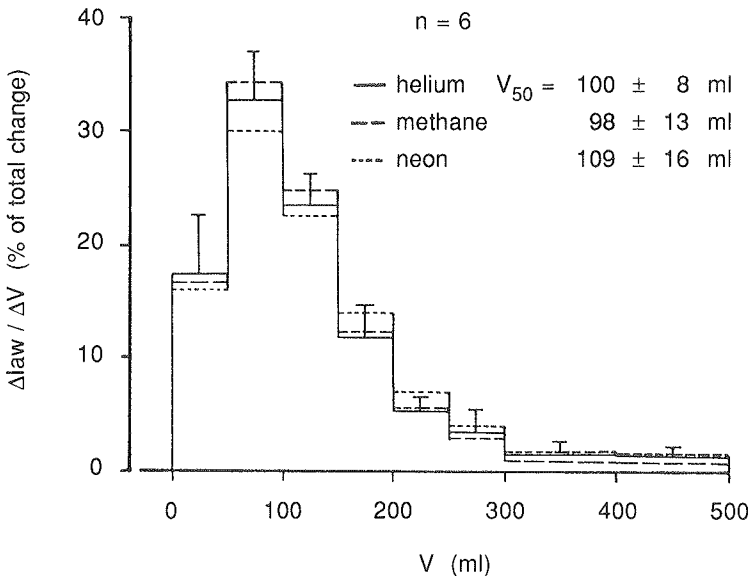 n = 6
helium V50 = 100 ± 8 ml
methane 98 ± 13 ml
neon 109 ± 16 ml
Δlaw / ΔV (% of total change)
40
30
20
10
0
0 100 200 300 400 500
V (ml)